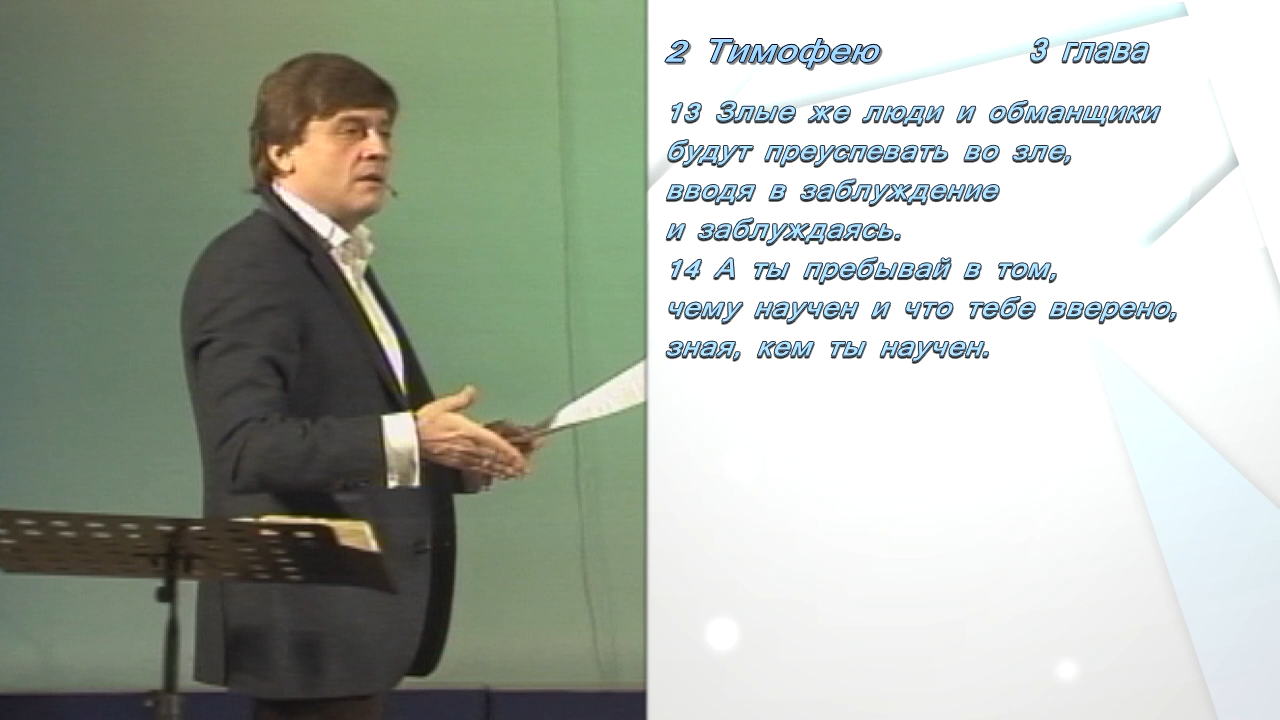 2 Тимофею 3 глава
13 Злые же люди и обманщики
будут преуспевать во зле,
вводя в заблуждение
и заблуждаясь.
14 А ты пребывай в том,
чему научен и что тебе вверено,
зная, кем ты научен.